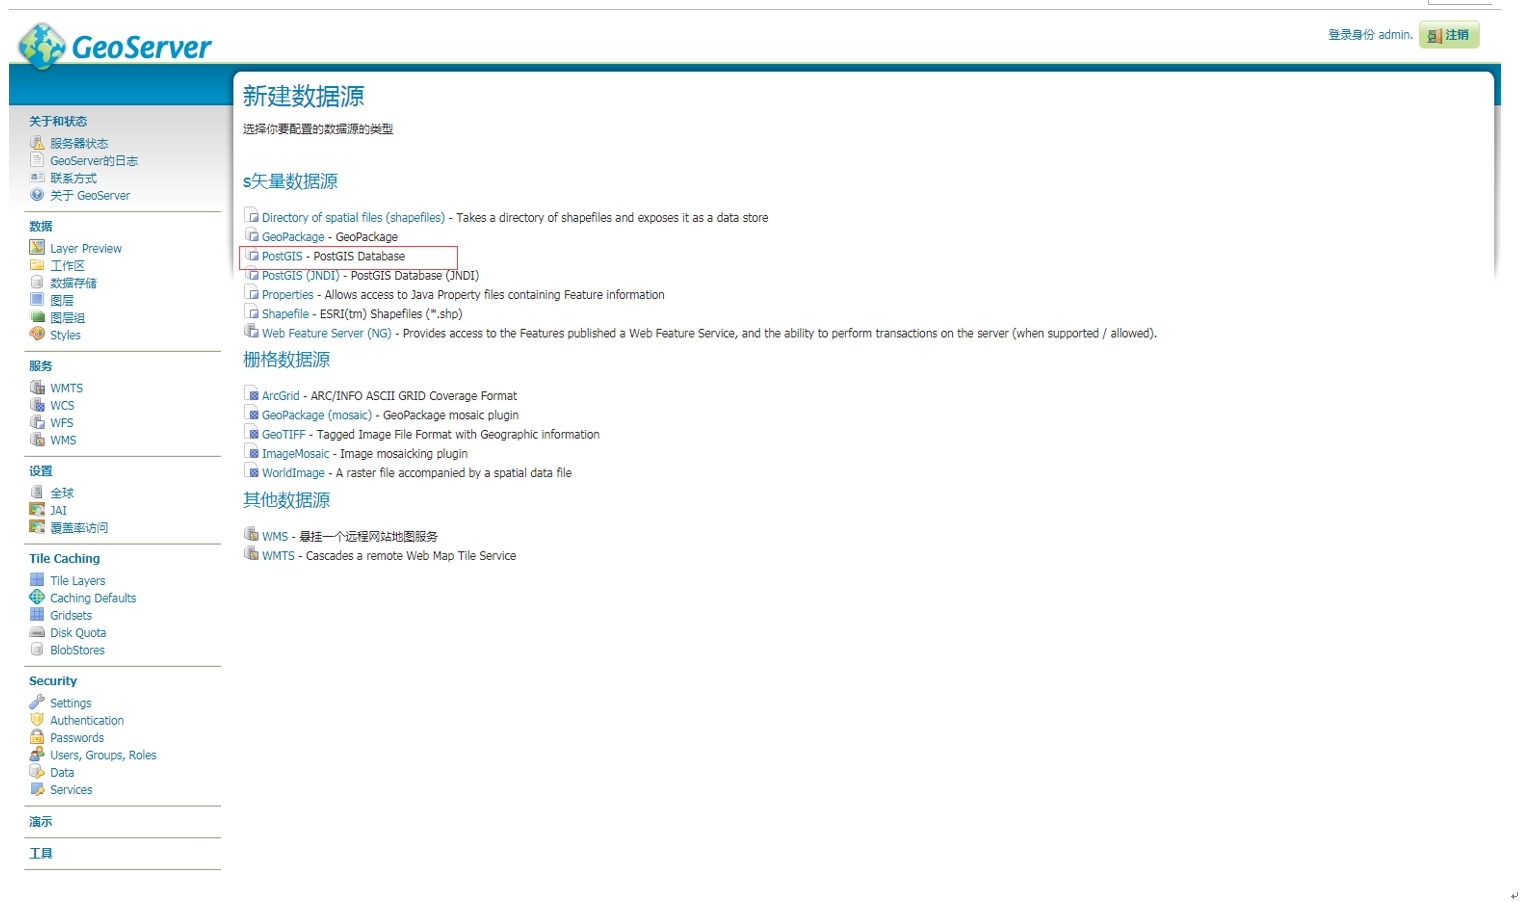 GeoServer
登录身份 admin.
注销
关于和状态
服务器状态
GeoServer的日志
联系方式
关于 GeoServer
数据
Layer Preview
工作区
数据存储
图层
图层组
Styles
服务
WMTS
WCS
WFS
WMS
设置
全球
JAI
覆盖率访问
Tile Caching
Tile Layers
Caching Defaults
Gridsets
Disk Quota
BlobStores
Security
Settings
Authentication
Passwords
Users, Groups, Roles
Data
Services
演示
工具
新建数据源
选择你要配置的数据源的类型
s矢量数据源
Directory of spatial files (shapefiles) - Takes a directory of shapefiles and exposes it as a data store
GeoPackage - GeoPackage
PostGIS - PostGIS Database
PostGIS (JNDI) - PostGIS Database (JNDI)
Properties - Allows access to Java Property files containing Feature information
Shapefile - ESRI(tm) Shapefiles (*.shp)
Web Feature Server (NG) - Provides access to the Features published a Web Feature Service, and the ability to perform transactions on the server (when supported / allowed).
栅格数据源
ArcGrid - ARC/INFO ASCII GRID Coverage Format
GeoPackage (mosaic) - GeoPackage mosaic plugin
GeoTIFF - Tagged Image File Format with Geographic information
ImageMosaic - Image mosaicking plugin
WorldImage - A raster file accompanied by a spatial data file
其他数据源
WMS - 悬挂一个远程网站地图服务
WMTS - Cascades a remote Web Map Tile Service